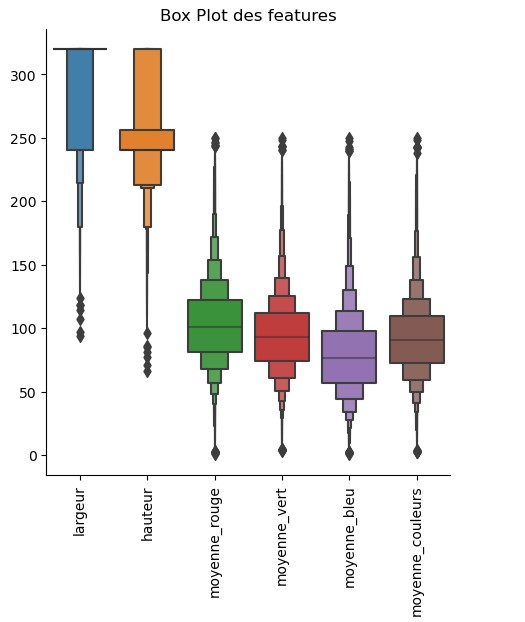 Box Plot des features
300
250
200
150
100
50
0
largeur
hauteur
moyenne_rouge
moyenne_vert
moyenne_bleu
moyenne_couleurs